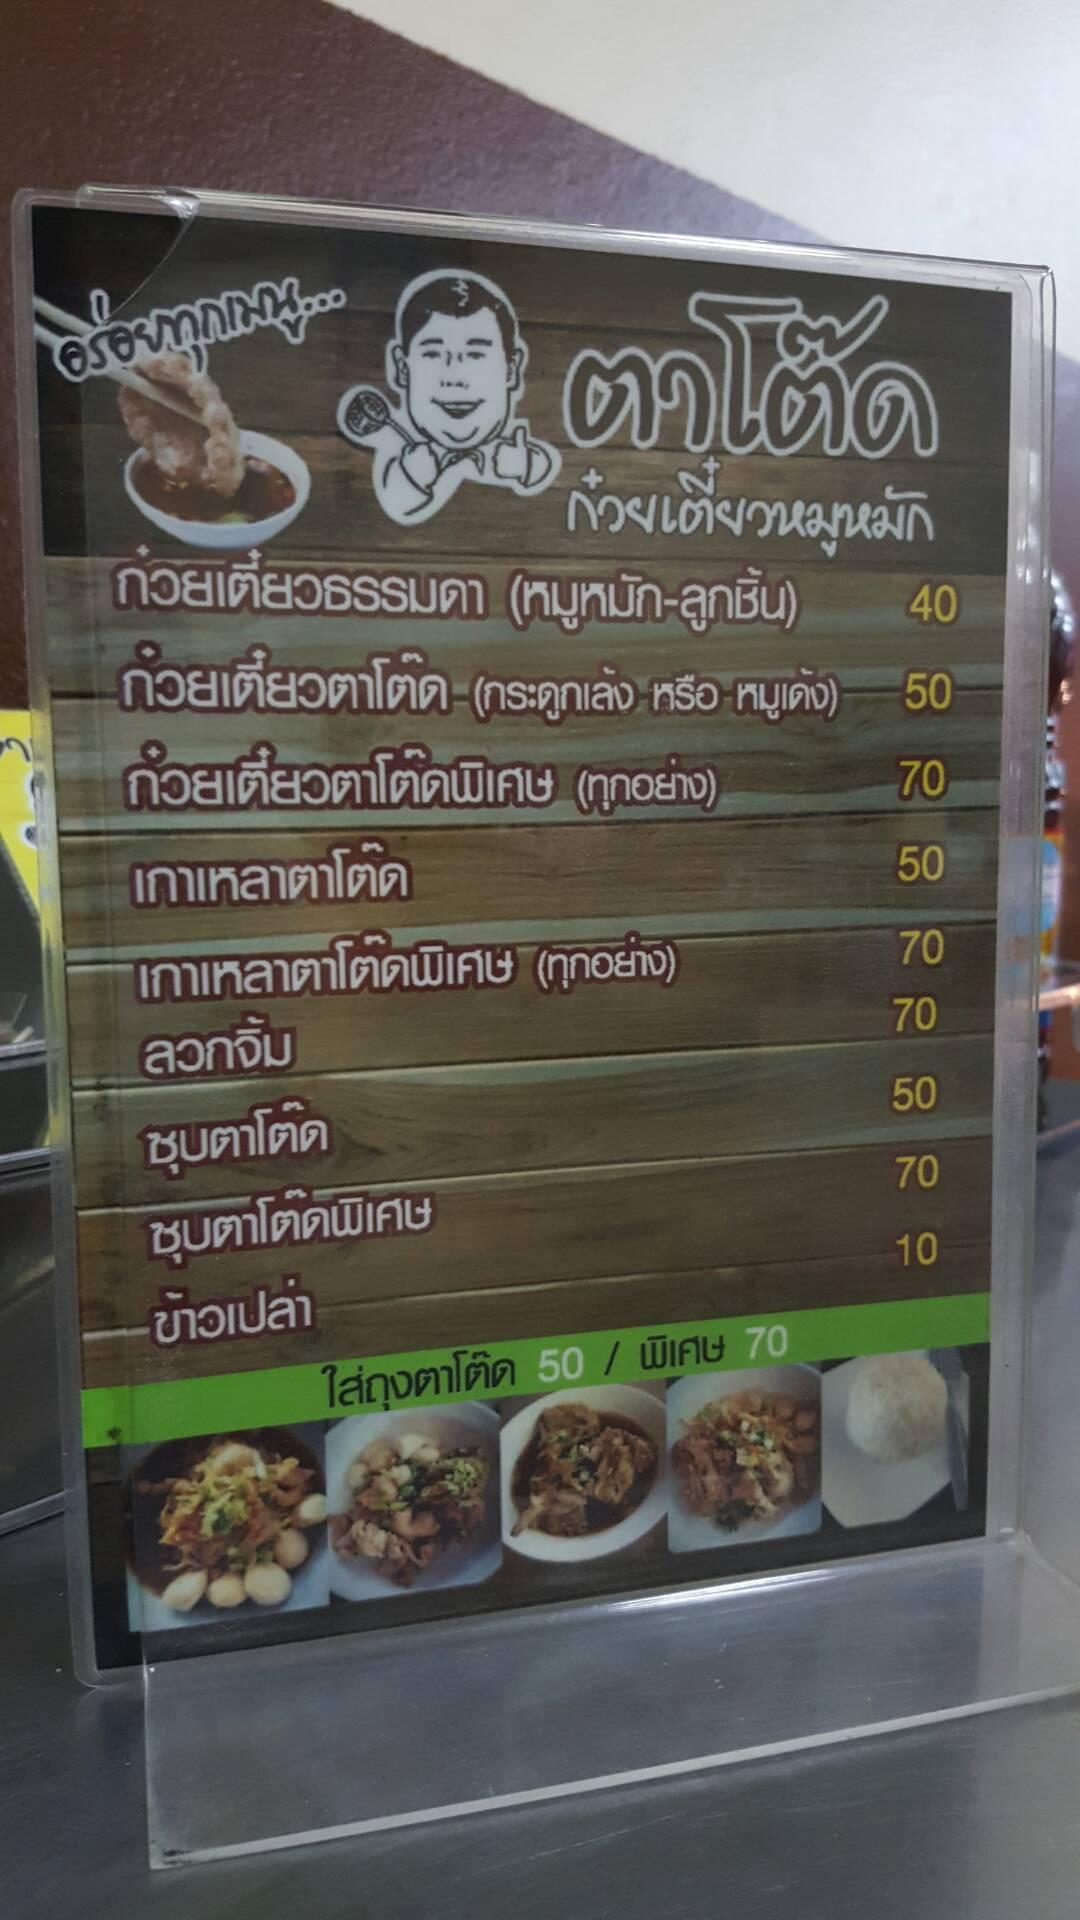 อร่อยทุกเมนู...
ตาโต๊ด
ก๋วยเตี๋ยวหมูหมัก
ก๋วยเตี๋ยวธรรมดา (หมูหมัก-ลูกชิ้น) 40
ก๋วยเตี๋ยวตาโต๊ด (กระดูกเล้ง หรือ หมูเด้ง) 50
ก๋วยเตี๋ยวตาโต๊ดพิเศษ (ทุกอย่าง) 70
เกาเหลาตาโต๊ด 50
เกาเหลาตาโต๊ดพิเศษ (ทุกอย่าง) 70
ลวกจิ้ม 70
ซุบตาโต๊ด 50
ซุบตาโต๊ดพิเศษ 70
ข้าวเปล่า 10
ใส่ถุงตาโต๊ด 50 / พิเศษ 70